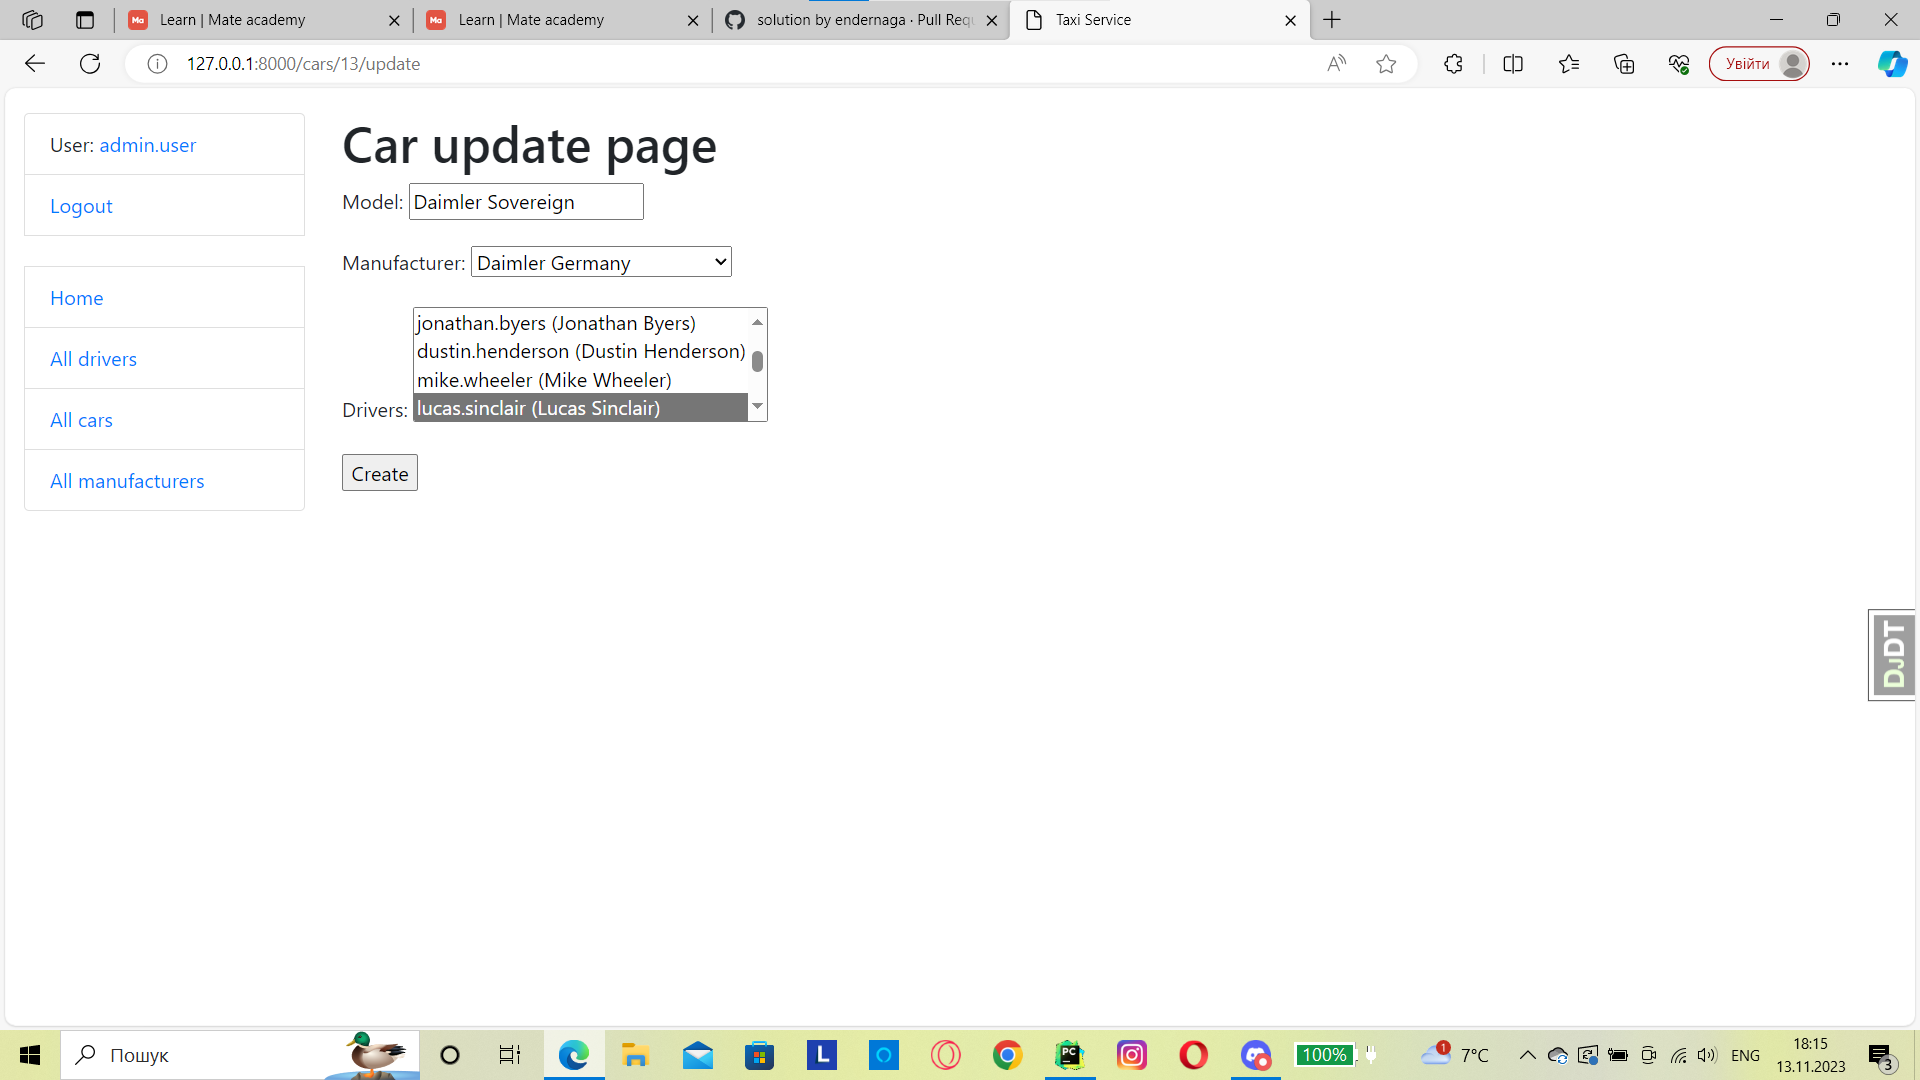 Learn | Mate academy
Learn | Mate academy
solution by endernaga · Pull Requ
Taxi Service
127.0.0.1:8000/cars/13/update
Увійти
User: admin.user
Logout
Home
All drivers
All cars
All manufacturers
Car update page
Model: Daimler Sovereign
Manufacturer: Daimler Germany
jonathan.byers (Jonathan Byers)
dustin.henderson (Dustin Henderson)
mike.wheeler (Mike Wheeler)
Drivers: lucas.sinclair (Lucas Sinclair)
Create
DJDT
Пошук
L
PC
100%
1
7°C
ENG
18:15
13.11.2023
3